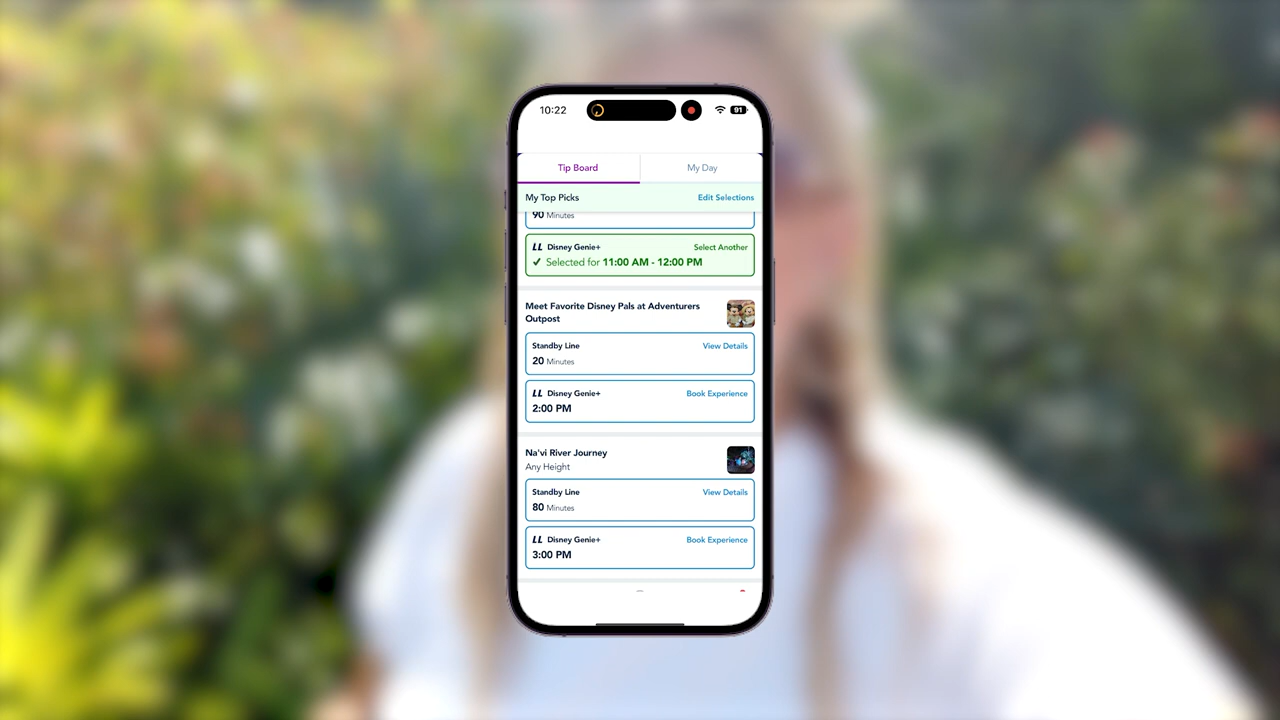 10:22
91
Tip Board
My Day
My Top Picks
Edit Selections
90 Minutes
LL Disney Genie+
Select Another
✓ Selected for 11:00 AM - 12:00 PM
Meet Favorite Disney Pals at Adventurers
Outpost
Standby Line
View Details
20 Minutes
LL Disney Genie+
Book Experience
2:00 PM
Na'vi River Journey
Any Height
Standby Line
View Details
80 Minutes
LL Disney Genie+
Book Experience
3:00 PM